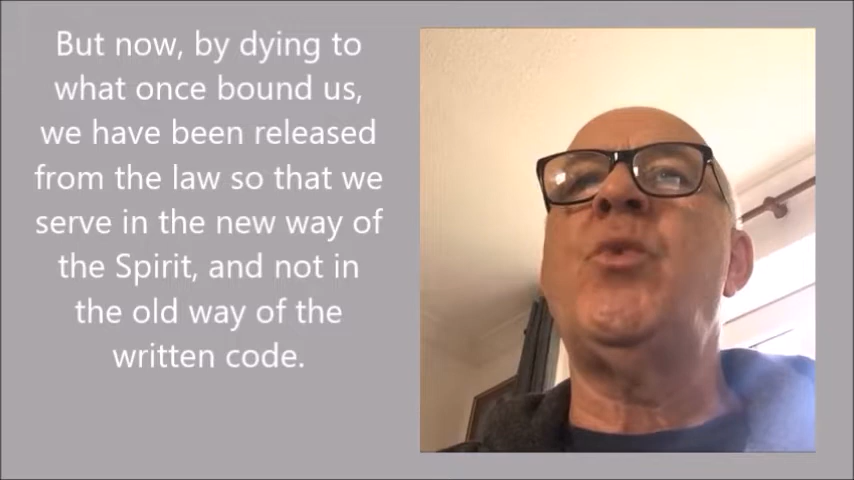 But now, by dying to
what once bound us,
we have been released
from the law so that we
serve in the new way of
the Spirit, and not in
the old way of the
written code.